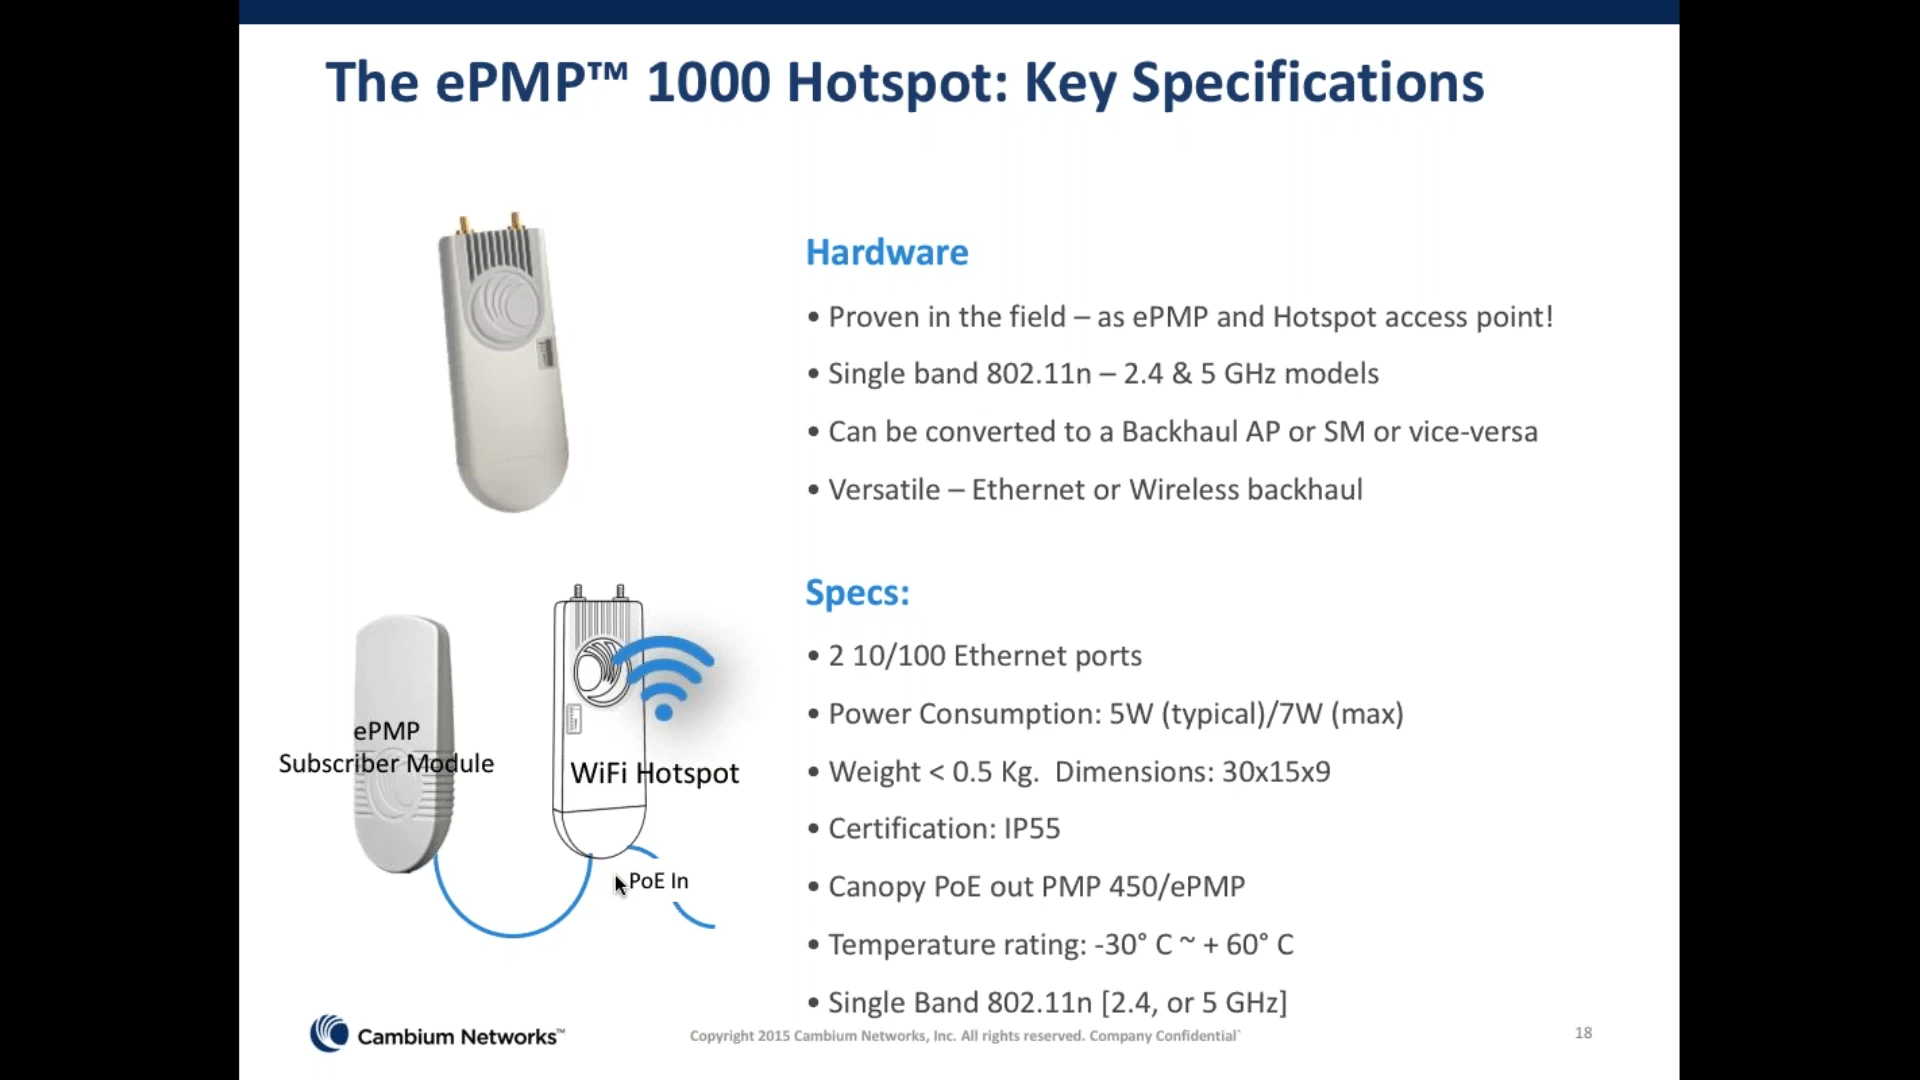 The ePMP™ 1000 Hotspot: Key Specifications
Hardware
• Proven in the field – as ePMP and Hotspot access point!
• Single band 802.11n – 2.4 & 5 GHz models
• Can be converted to a Backhaul AP or SM or vice-versa
• Versatile – Ethernet or Wireless backhaul
Specs:
• 2 10/100 Ethernet ports
• Power Consumption: 5W (typical)/7W (max)
• Weight < 0.5 Kg.  Dimensions: 30x15x9
• Certification: IP55
• Canopy PoE out PMP 450/ePMP
• Temperature rating: -30° C ~ + 60° C
• Single Band 802.11n [2.4, or 5 GHz]
ePMP
Subscriber Module
WiFi Hotspot
PoE In
Cambium Networks™
Copyright 2015 Cambium Networks, Inc. All rights reserved. Company Confidential`
18